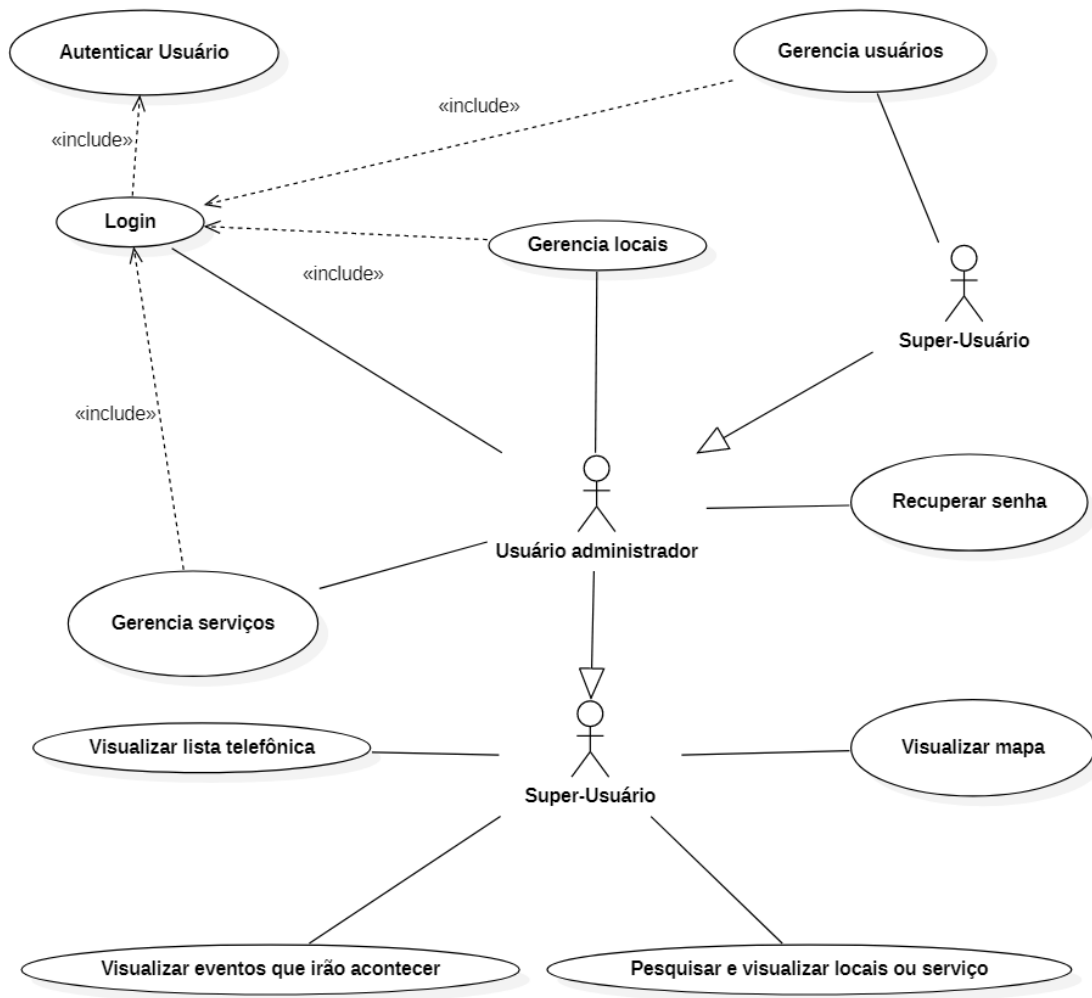 Autenticar Usuário
Gerencia usuários
«include»
«include»
Login
Gerencia locais
«include»
Super-Usuário
«include»
Recuperar senha
Usuário administrador
Gerencia serviços
Visualizar lista telefônica
Visualizar mapa
Super-Usuário
Visualizar eventos que irão acontecer
Pesquisar e visualizar locais ou serviço